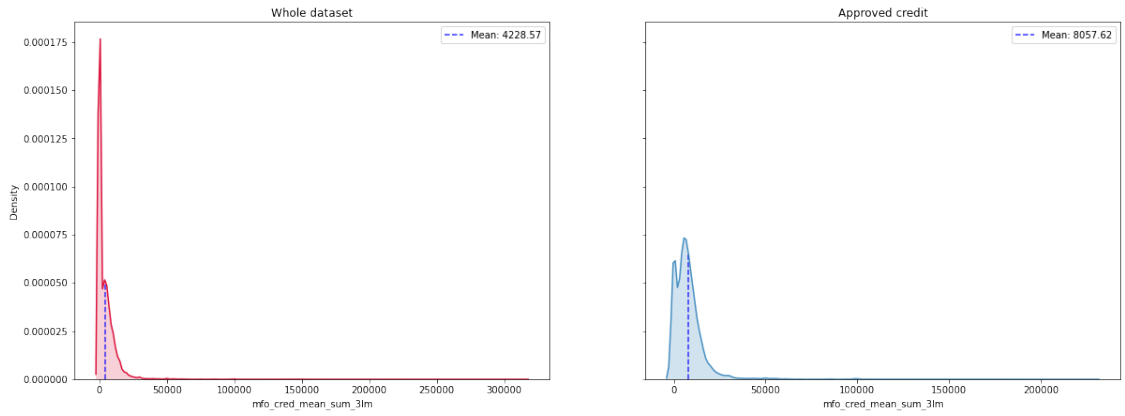 Whole dataset
Mean: 4228.57
0.000175
0.000150
0.000125
0.000100
0.000075
0.000050
0.000025
0.000000
Density
0 50000 100000 150000 200000 250000 300000
mfo_cred_mean_sum_3lm
Approved credit
Mean: 8057.62
0 50000 100000 150000 200000
mfo_cred_mean_sum_3lm